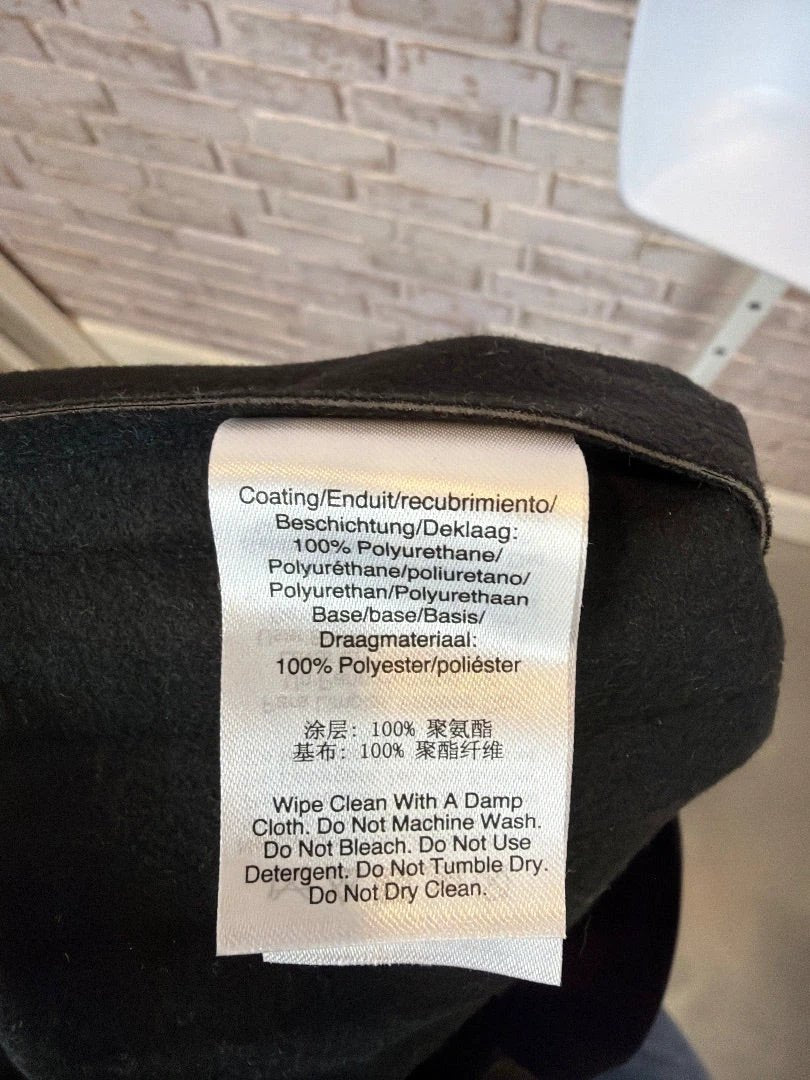 Coating/Enduit/recubrimiento/
Beschichtung/Deklaag:
100% Polyurethane/
Polyuréthane/poliuretano/
Polyurethan/Polyurethaan
Base/base/Basis/
Draagmateriaal:
100% Polyester/poliéster
涂层: 100% 聚氨酯
基布: 100% 聚酯纤维
Wipe Clean With A Damp
Cloth. Do Not Machine Wash.
Do Not Bleach. Do Not Use
Detergent. Do Not Tumble Dry.
Do Not Dry Clean.